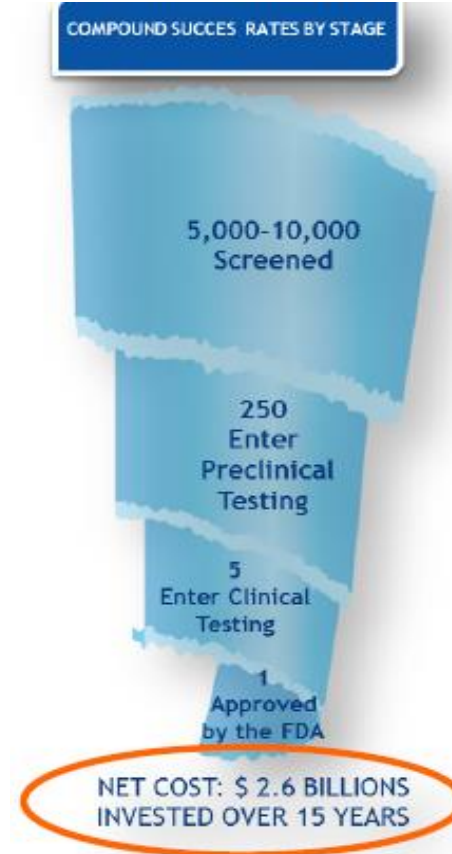 COMPOUND SUCCES RATES BY STAGE
5,000-10,000
Screened
250
Enter
Preclinical
Testing
5
Enter Clinical
Testing
1
Approved
by the FDA
NET COST: $ 2.6 BILLIONS
INVESTED OVER 15 YEARS